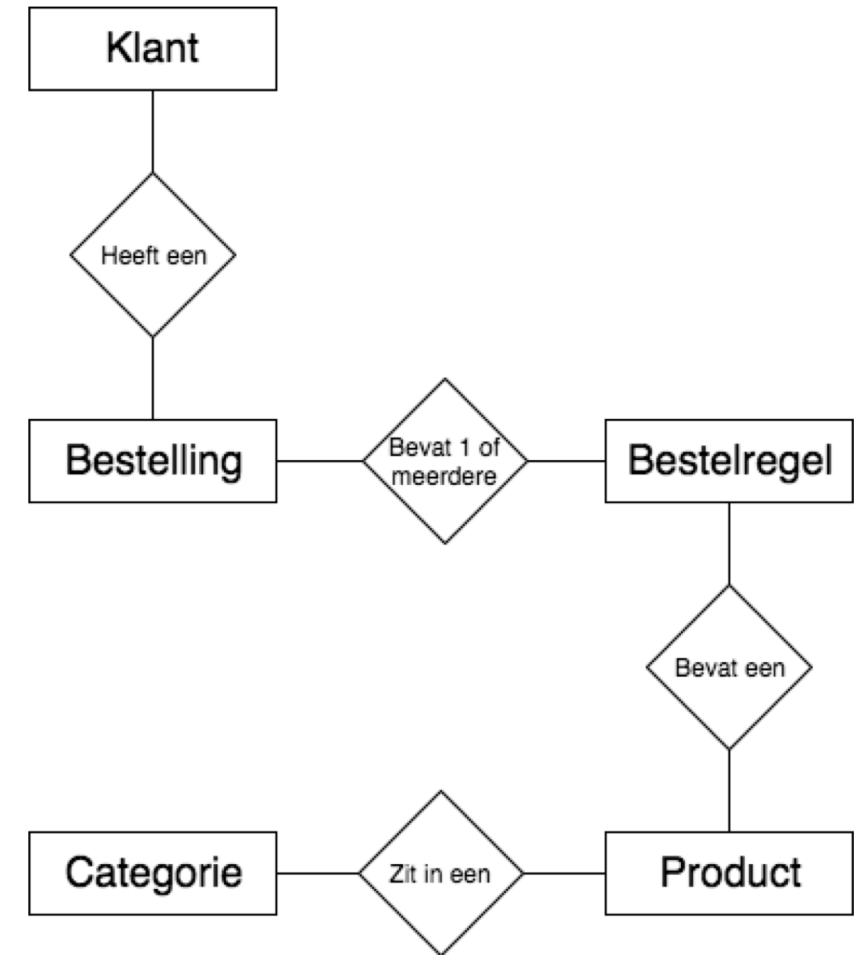 Klant
Heeft een
Bestelling
Bevat 1 of
meerdere
Bestelregel
Bevat een
Categorie
Zit in een
Product